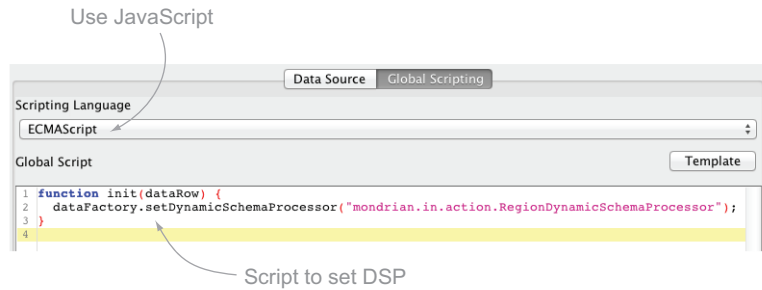 Use JavaScript
Data Source Global Scripting
Scripting Language
ECMAScript
Global Script Template
1 function init(dataRow) {
2 dataFactory.setDynamicSchemaProcessor("mondrian.in.action.RegionDynamicSchemaProcessor");
3 }
4
Script to set DSP